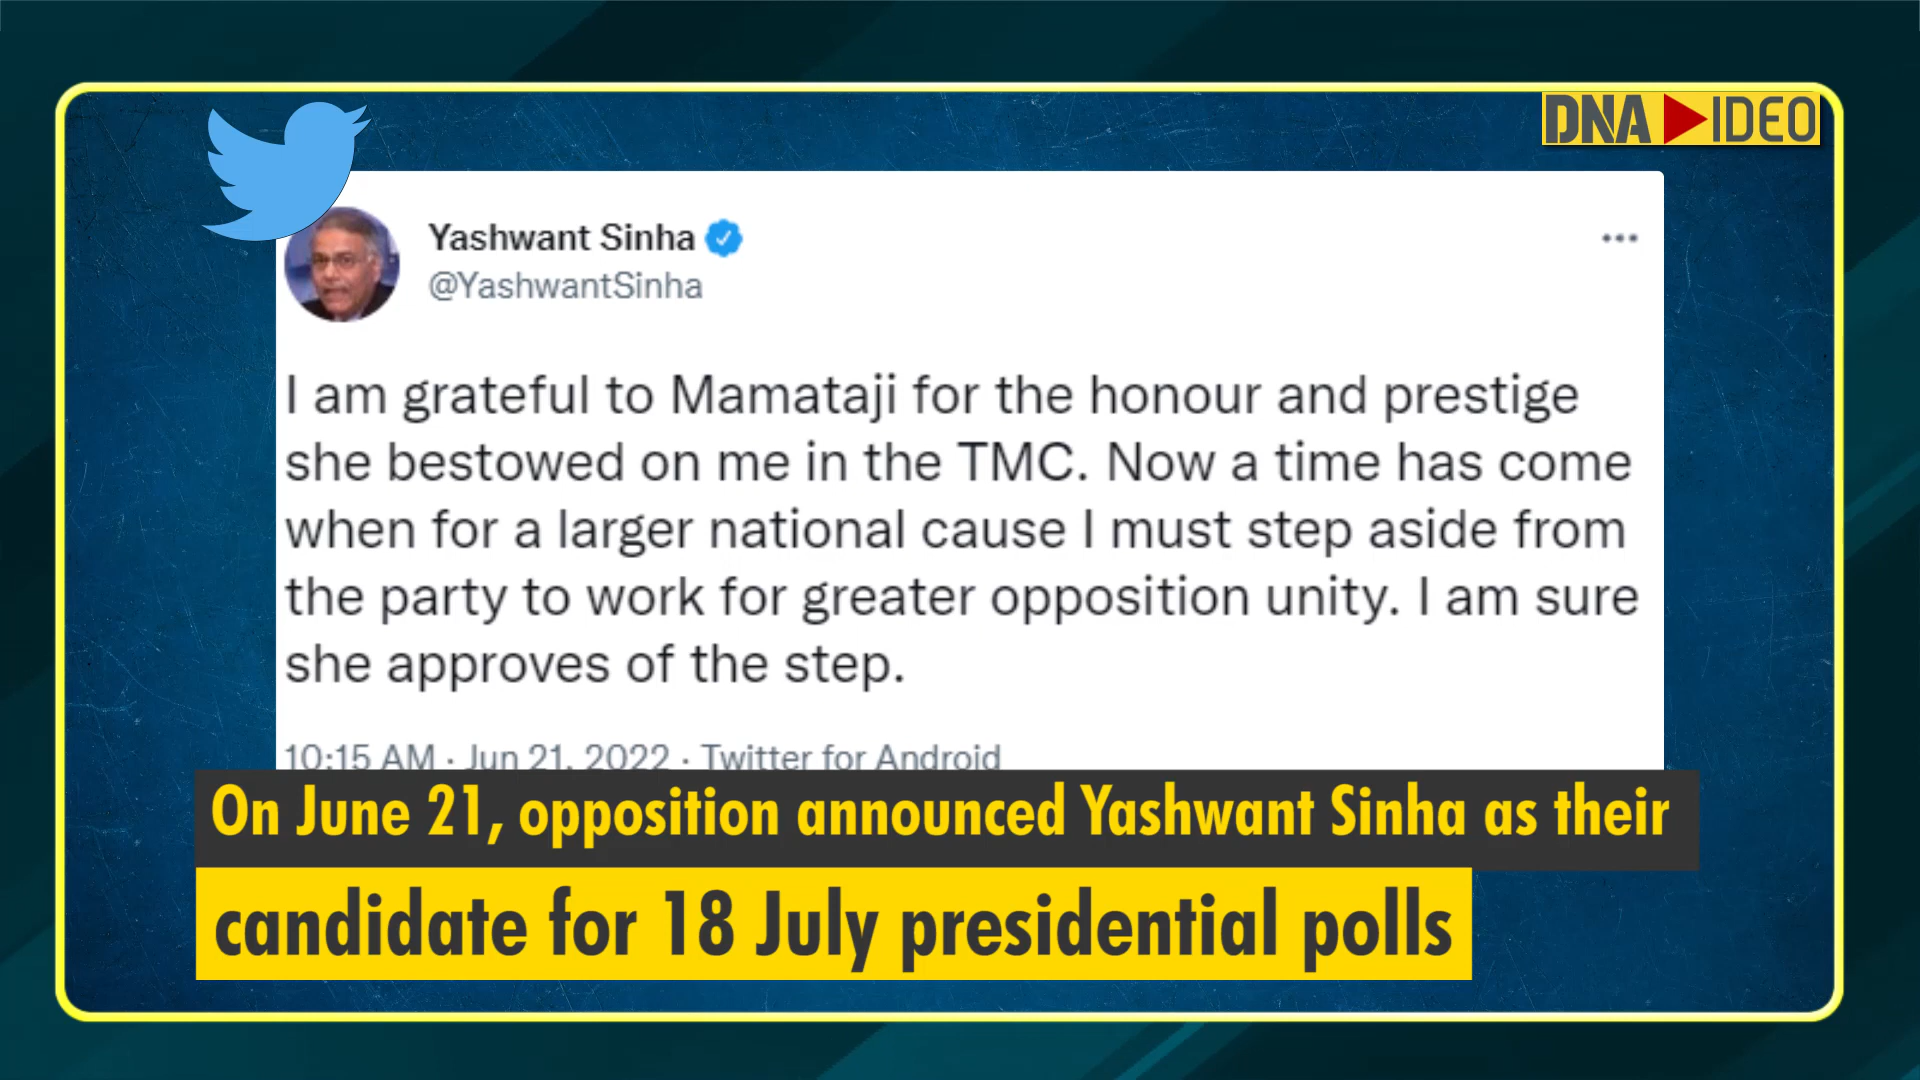 DNA VIDEO
Yashwant Sinha
@YashwantSinha
I am grateful to Mamataji for the honour and prestige
she bestowed on me in the TMC. Now a time has come
when for a larger national cause I must step aside from
the party to work for greater opposition unity. I am sure
she approves of the step.
10:15 AM · Jun 21, 2022 · Twitter for Android
On June 21, opposition announced Yashwant Sinha as their
candidate for 18 July presidential polls